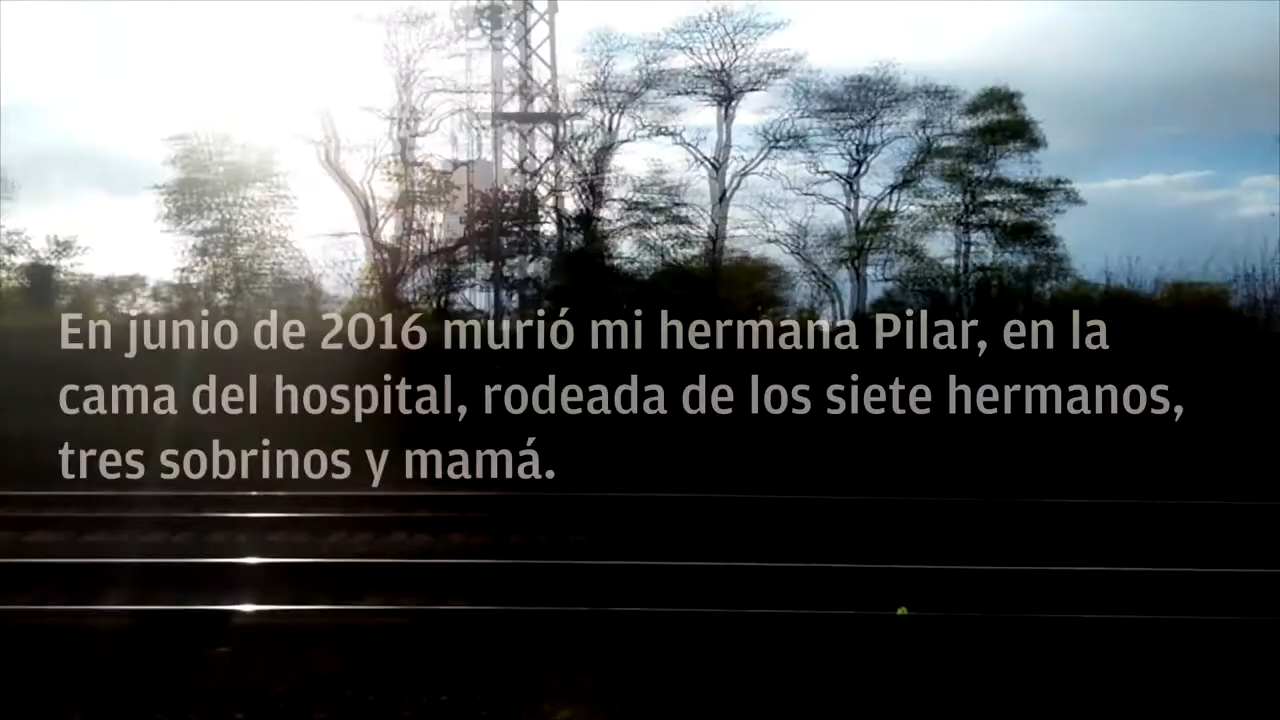 En junio de 2016 murió mi hermana Pilar, en la
cama del hospital, rodeada de los siete hermanos,
tres sobrinos y mamá.